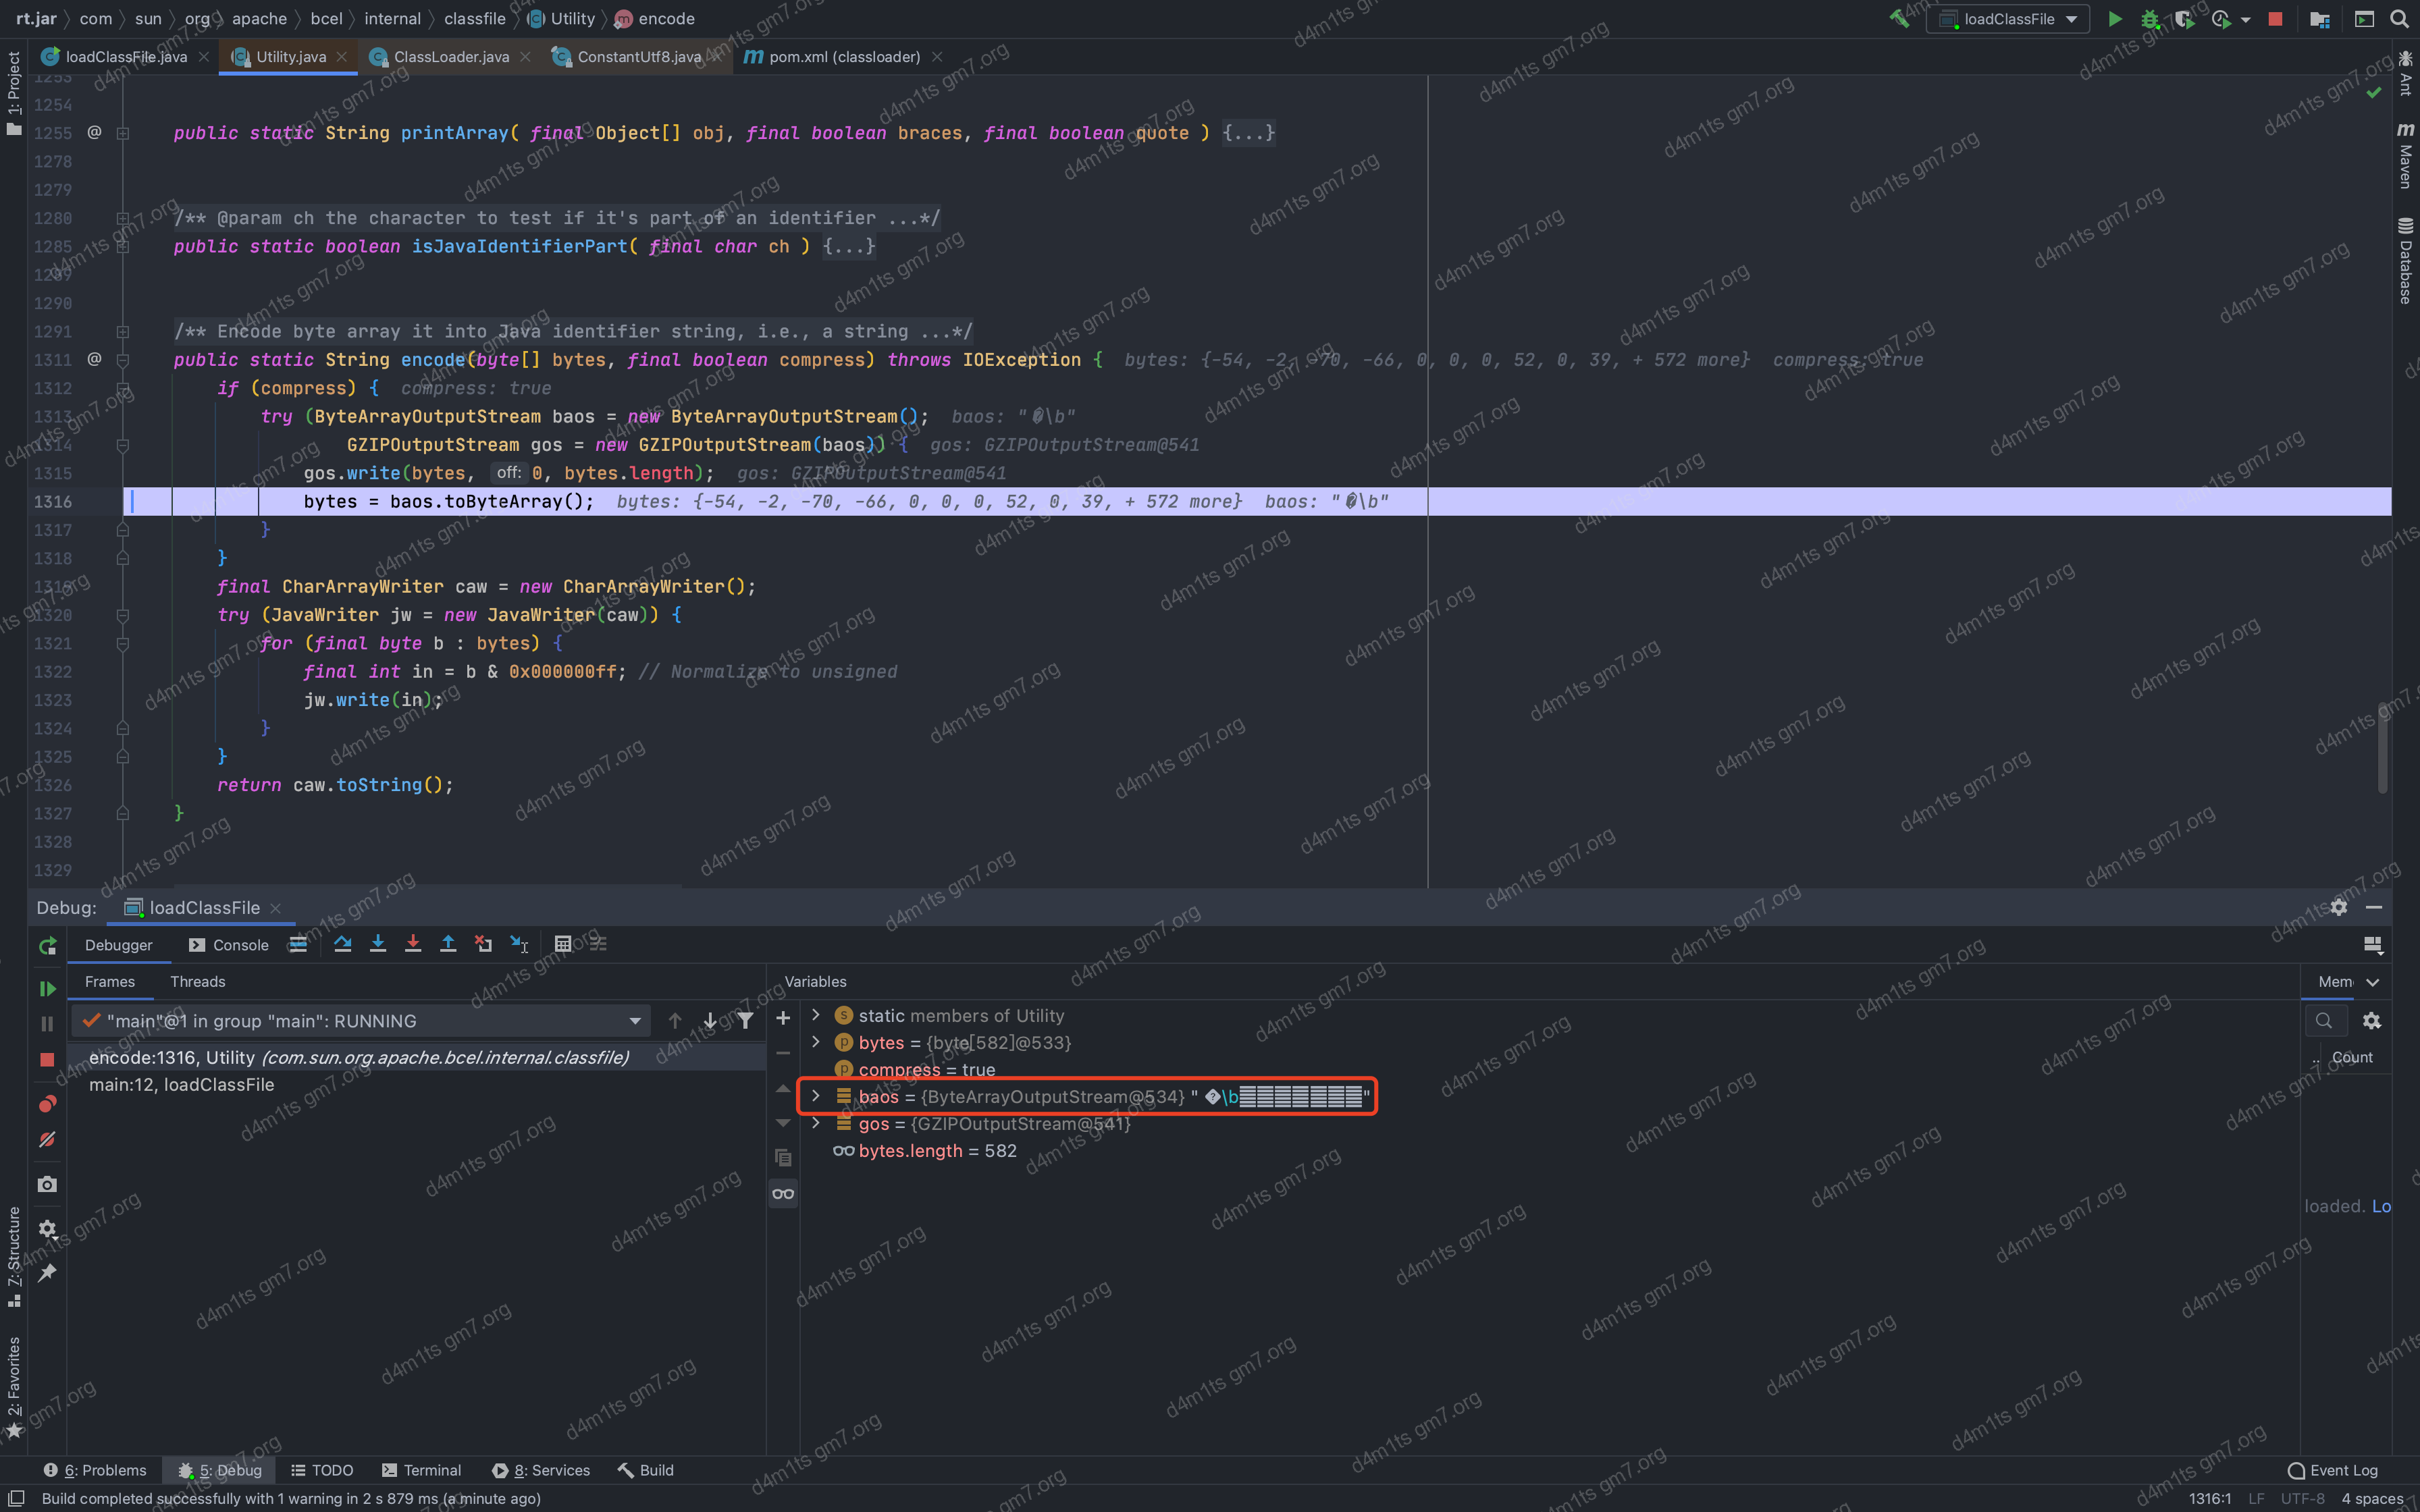 rt.jar com sun org apache bcel internal classfile Utility encode
loadClassFile
loadClassFile.java Utility.java ClassLoader.java ConstantUtf8.java pom.xml (classloader)
1: Project
Ant
Maven
Database
1253
1254
1255 @ public static String printArray( final Object[] obj, final boolean braces, final boolean quote ) {...}
1278
1279
1280 /** @param ch the character to test if it's part of an identifier ...*/
1285 public static boolean isJavaIdentifierPart( final char ch ) {...}
1289
1290
1291 /** Encode byte array it into Java identifier string, i.e., a string ...*/
1311 @ public static String encode(byte[] bytes, final boolean compress) throws IOException { bytes: {-54, -2, -70, -66, 0, 0, 0, 52, 0, 39, + 572 more} compress: true
1312 if (compress) { compress: true
1313 try (ByteArrayOutputStream baos = new ByteArrayOutputStream(); baos: "�\b"
1314 GZIPOutputStream gos = new GZIPOutputStream(baos)) { gos: GZIPOutputStream@541
1315 gos.write(bytes, off: 0, bytes.length); gos: GZIPOutputStream@541
1316 bytes = baos.toByteArray(); bytes: {-54, -2, -70, -66, 0, 0, 0, 52, 0, 39, + 572 more} baos: "�\b"
1317 }
1318 }
1319 final CharArrayWriter caw = new CharArrayWriter();
1320 try (JavaWriter jw = new JavaWriter(caw)) {
1321 for (final byte b : bytes) {
1322 final int in = b & 0x000000ff; // Normalize to unsigned
1323 jw.write(in);
1324 }
1325 }
1326 return caw.toString();
1327 }
1328
1329
Debug: loadClassFile
Debugger Console
Frames Threads
Variables
Mem
"main"@1 in group "main": RUNNING
encode:1316, Utility (com.sun.org.apache.bcel.internal.classfile)
main:12, loadClassFile
static members of Utility
bytes = {byte[582]@533}
compress = true
baos = {ByteArrayOutputStream@534} "�\b"
gos = {GZIPOutputStream@541}
bytes.length = 582
.. Count
loaded. Lo
7: Structure
2: Favorites
6: Problems 5: Debug TODO Terminal 8: Services Build
Event Log
Build completed successfully with 1 warning in 2 s 879 ms (a minute ago)
1316:1 LF UTF-8 4 spaces
d4m1ts gm7.org